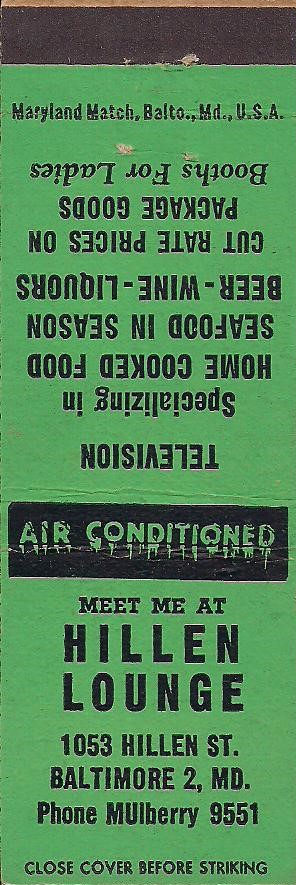 Maryland Match, Balto., Md., U.S.A.
TELEVISION
Specializing in
HOME COOKED FOOD
SEAFOOD IN SEASON
BEER - WINE - LIQUORS
CUT RATE PRICES ON
PACKAGE GOODS
Booths For Ladies
AIR CONDITIONED
MEET ME AT
HILLEN
LOUNGE
1053 HILLEN ST.
BALTIMORE 2, MD.
Phone MUlberry 9551
CLOSE COVER BEFORE STRIKING